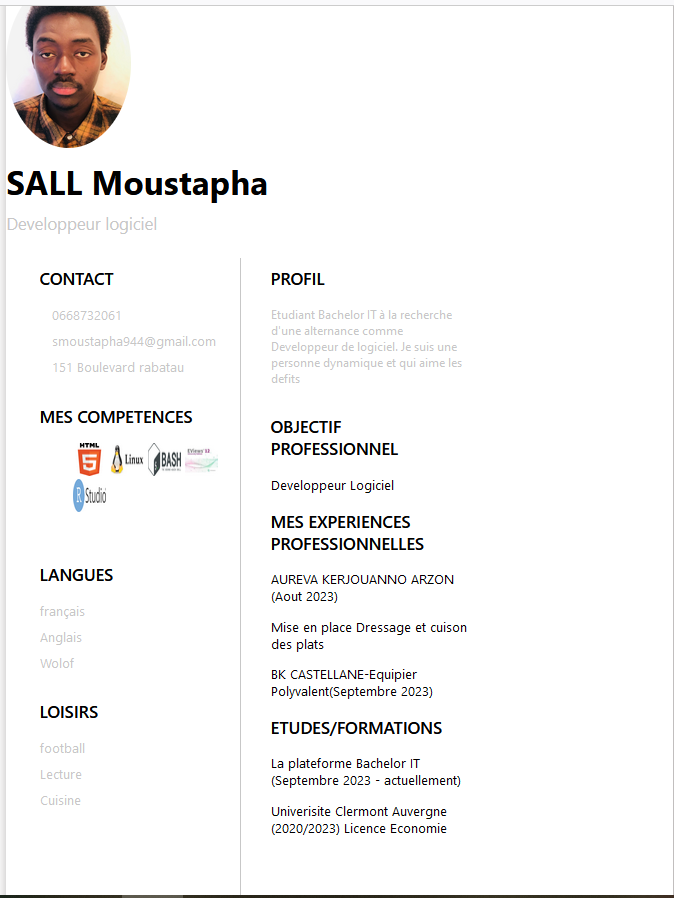 SALL Moustapha
Developpeur logiciel
CONTACT
0668732061
smoustapha944@gmail.com
151 Boulevard rabatau
MES COMPETENCES
HTML
5
Linux
BASH
R Studio
LANGUES
français
Anglais
Wolof
LOISIRS
football
Lecture
Cuisine
PROFIL
Etudiant Bachelor IT à la recherche
d'une alternance comme
Developpeur de logiciel. Je suis une
personne dynamique et qui aime les
defits
OBJECTIF
PROFESSIONNEL
Developpeur Logiciel
MES EXPERIENCES
PROFESSIONNELLES
AUREVA KERJOUANNO ARZON
(Aout 2023)
Mise en place Dressage et cuison
des plats
BK CASTELLANE-Equipier
Polyvalent(Septembre 2023)
ETUDES/FORMATIONS
La plateforme Bachelor IT
(Septembre 2023 - actuellement)
Univerisite Clermont Auvergne
(2020/2023) Licence Economie